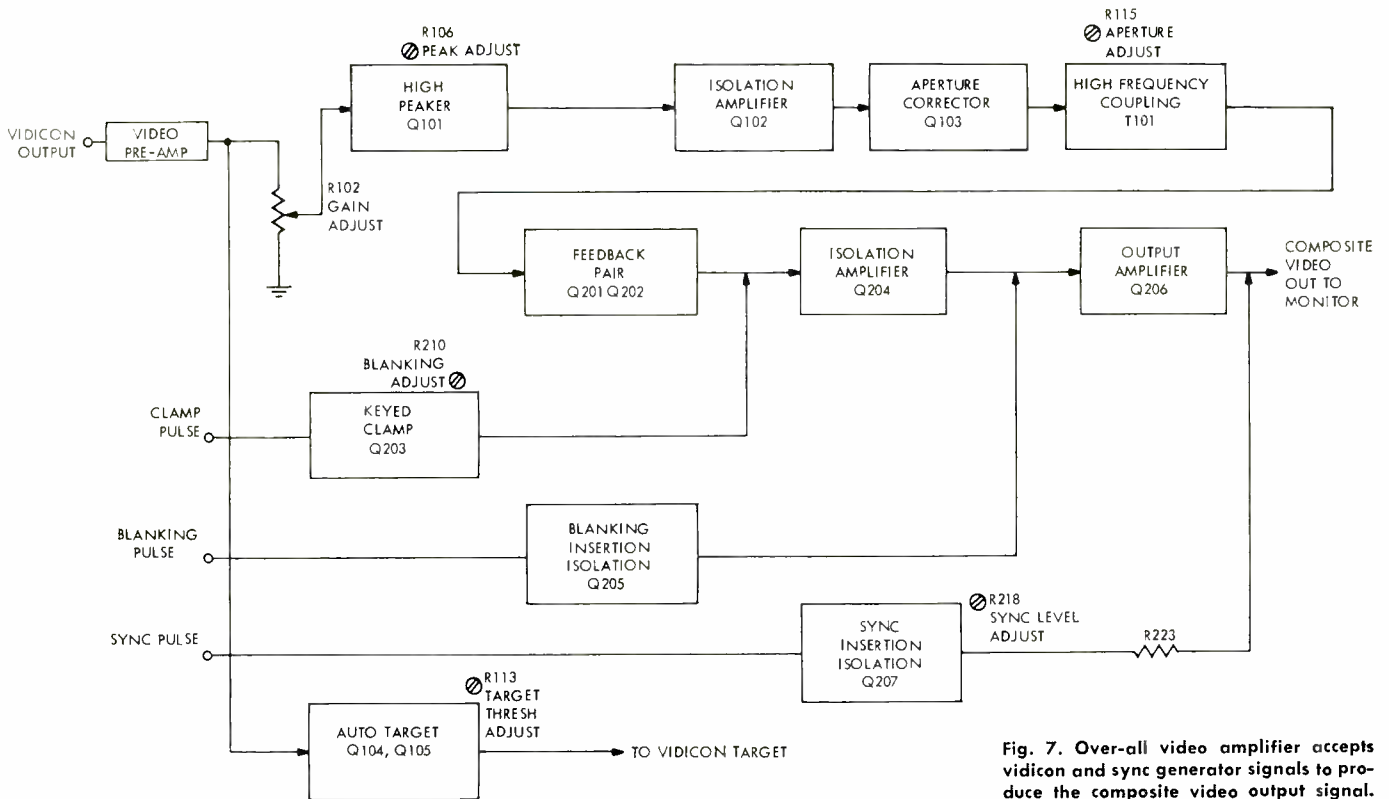 R106
PEAK ADJUST
R115
APERTURE
ADJUST
HIGH
PEAKER
Q101
ISOLATION
AMPLIFIER
Q102
APERTURE
CORRECTOR
Q103
HIGH FREQUENCY
COUPLING
T101
VIDICON
OUTPUT
VIDEO
PRE-AMP
R102
GAIN
ADJUST
FEEDBACK
PAIR
Q201 Q202
ISOLATION
AMPLIFIER
Q204
OUTPUT
AMPLIFIER
Q206
COMPOSITE
VIDEO
OUT TO
MONITOR
R210
BLANKING
ADJUST
CLAMP
PULSE
KEYED
CLAMP
Q203
BLANKING
PULSE
BLANKING
INSERTION
ISOLATION
Q205
SYNC PULSE
SYNC
INSERTION
ISOLATION
Q207
R218
SYNC LEVEL
ADJUST
R223
R113
TARGET
THRESH
ADJUST
AUTO TARGET
Q104, Q105
TO VIDICON TARGET
Fig. 7. Over-all video amplifier accepts
vidicon and sync generator signals to pro-
duce the composite video output signal.